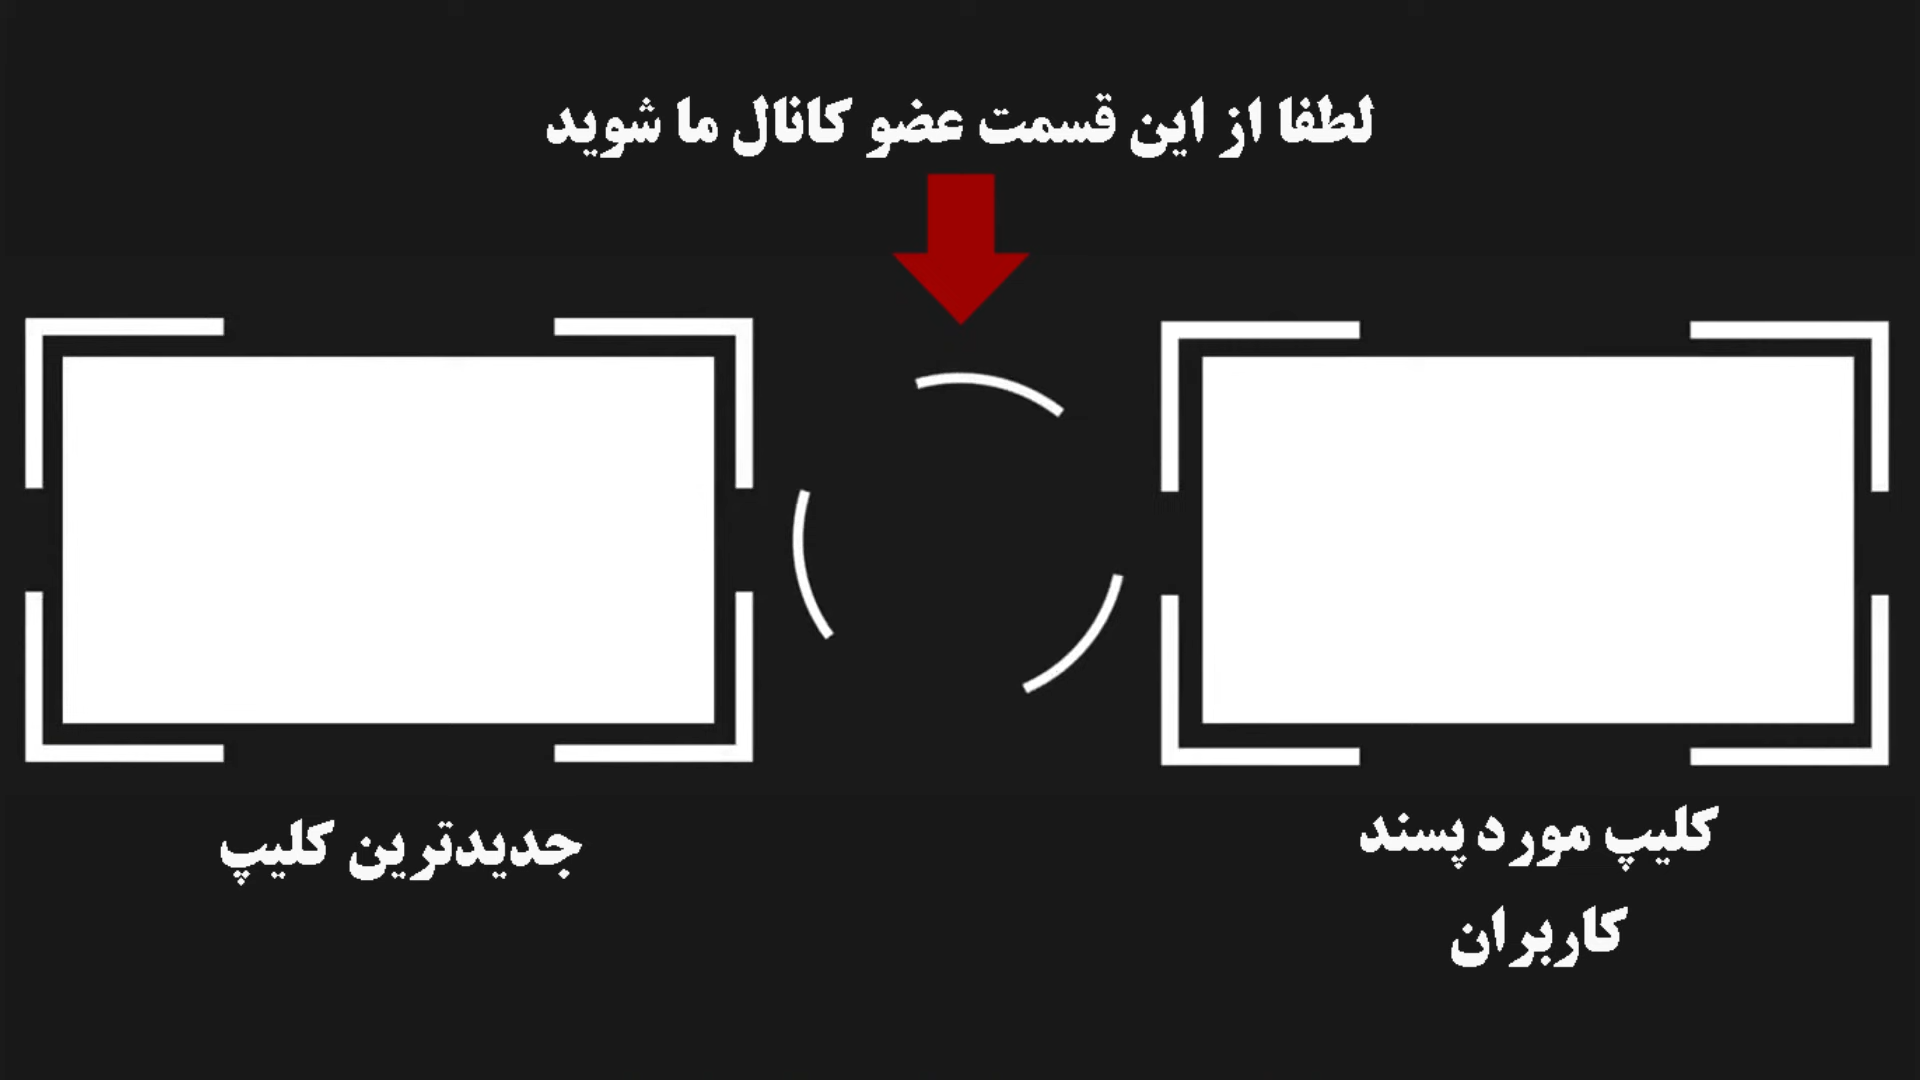 لطفا از این قسمت عضو کانال ما شوید
کلیپ مورد پسند
کاربران
جدیدترین کلیپ